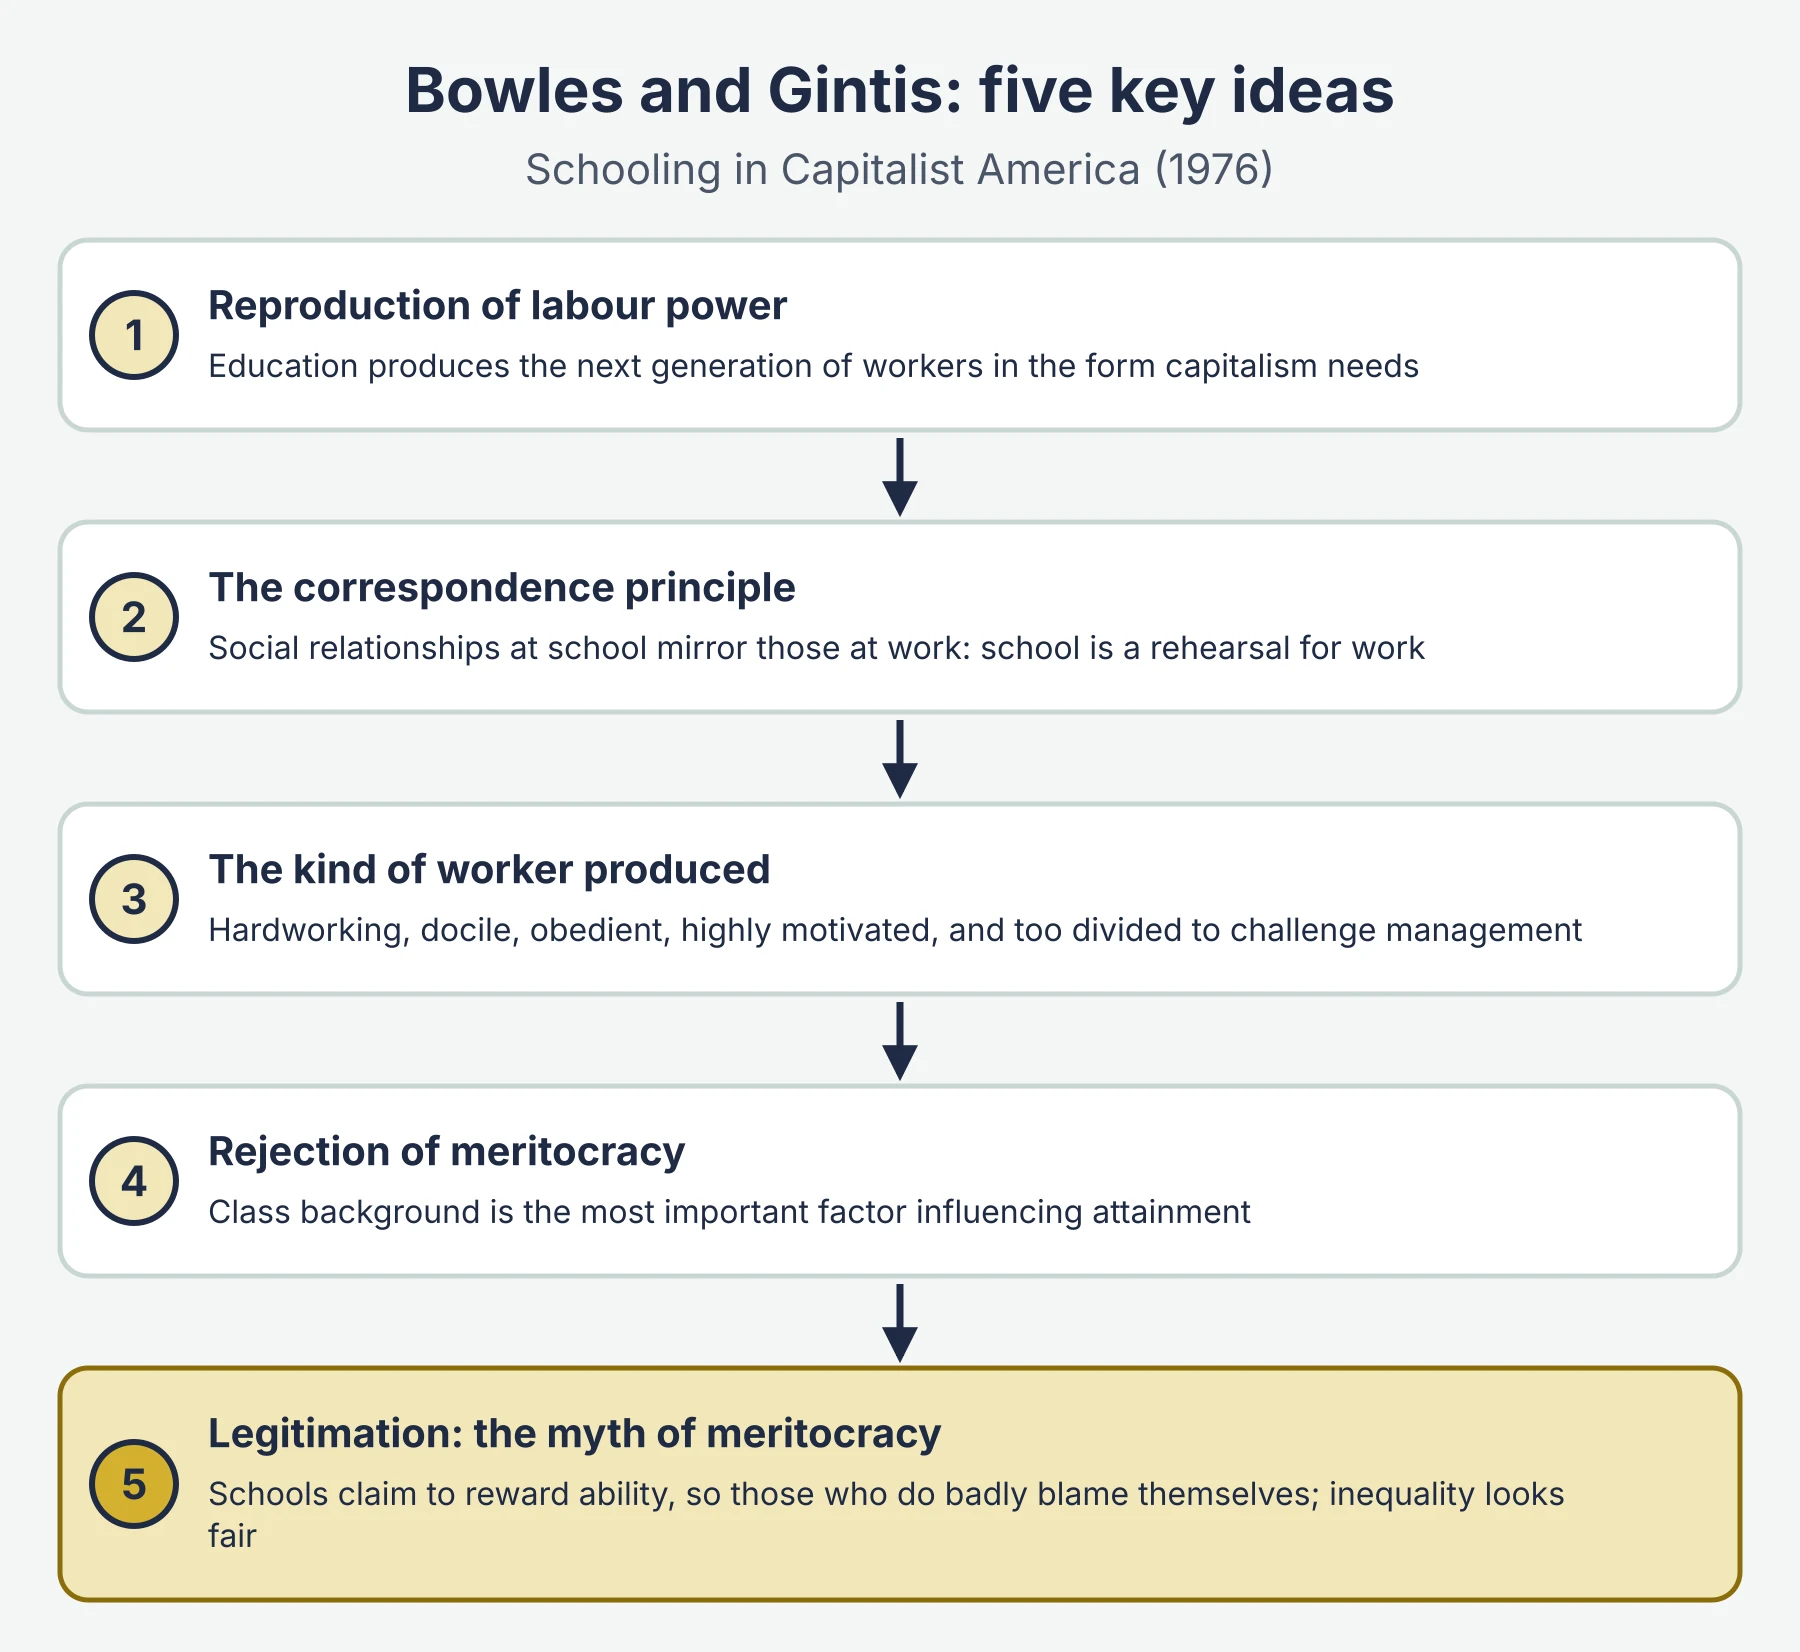 Bowles and Gintis: five key ideas
Schooling in Capitalist America (1976)
1
Reproduction of labour power
Education produces the next generation of workers in the form capitalism needs
2
The correspondence principle
Social relationships at school mirror those at work: school is a rehearsal for work
3
The kind of worker produced
Hardworking, docile, obedient, highly motivated, and too divided to challenge management
4
Rejection of meritocracy
Class background is the most important factor influencing attainment
5
Legitimation: the myth of meritocracy
Schools claim to reward ability, so those who do badly blame themselves; inequality looks
fair